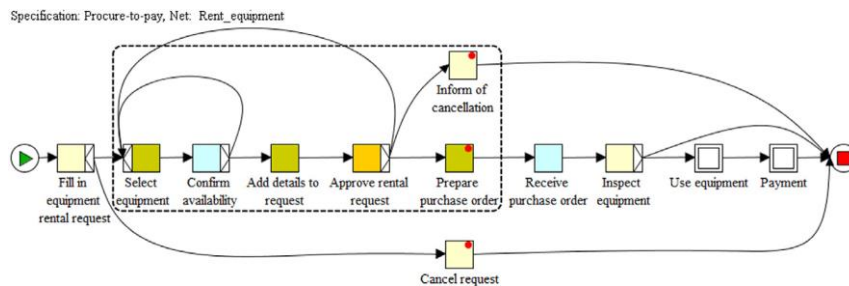 Specification: Procure-to-pay, Net: Rent_equipment
Inform of
cancellation
Fill in
equipment
rental request
Select
equipment
Confirm
availability
Add details to
request
Approve rental
request
Prepare
purchase order
Receive
purchase order
Inspect
equipment
Use equipment
Payment
Cancel request